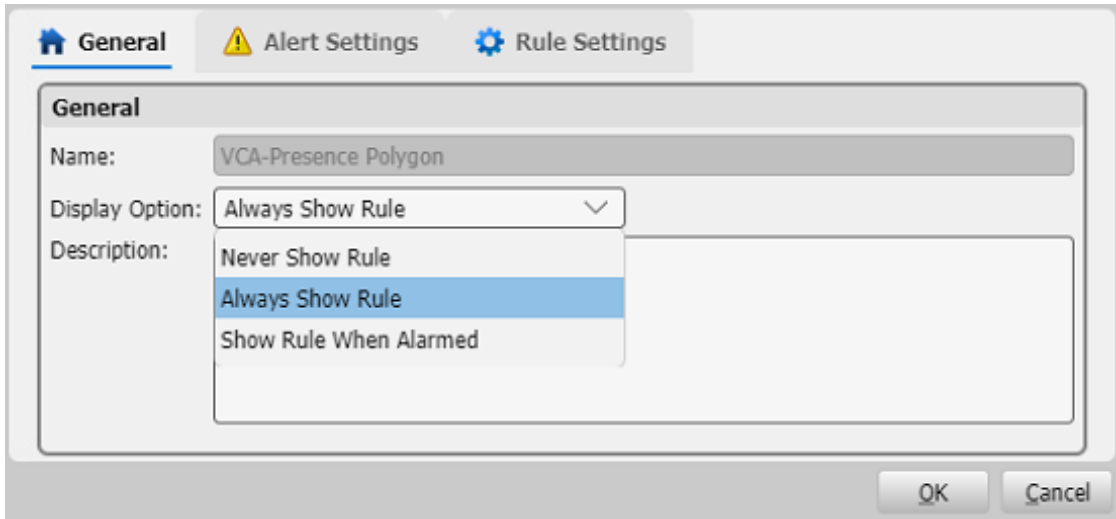 General Alert Settings Rule Settings
General
Name: VCA-Presence Polygon
Display Option: Always Show Rule
Description:
Never Show Rule
Always Show Rule
Show Rule When Alarmed
OK Cancel